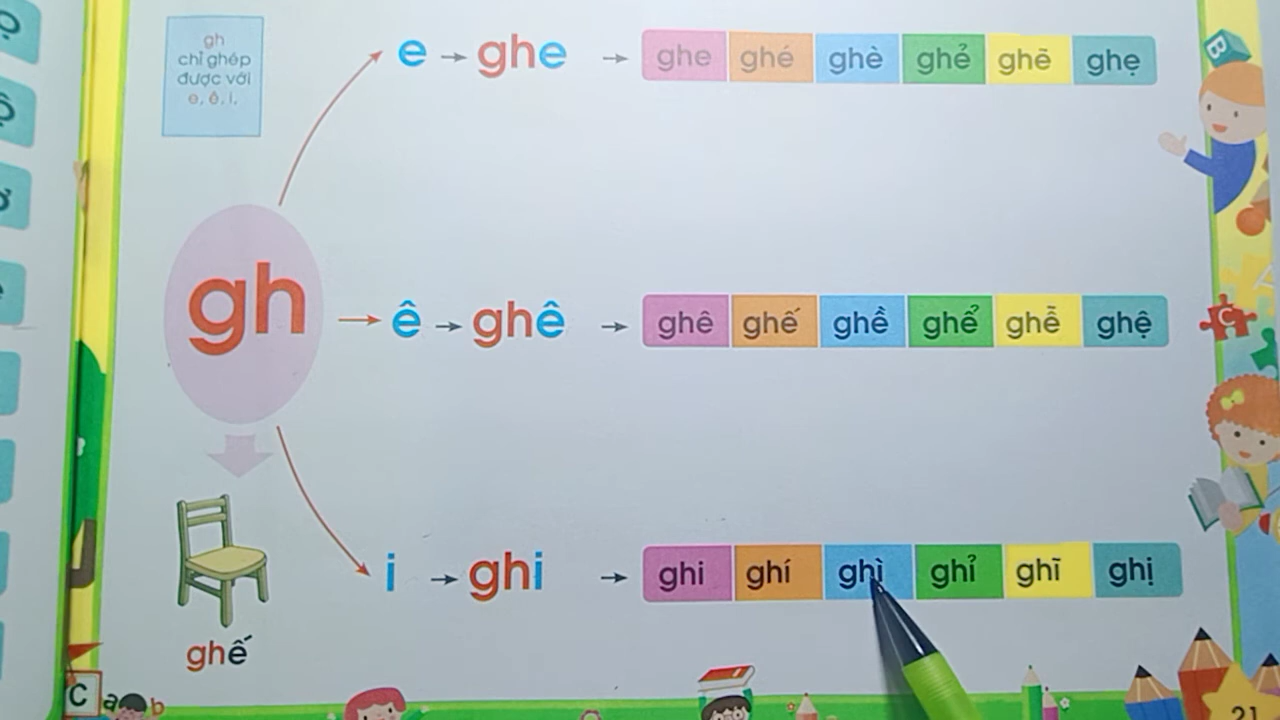 gh
chỉ ghép
được với
e, ê, i,
e → ghe → ghe ghé ghè ghẻ ghẽ ghẹ
gh → ê → ghê → ghê ghế ghề ghể ghễ ghệ
i → ghi → ghi ghí ghì ghỉ ghĩ ghị
ghế
B
C
C a b
21